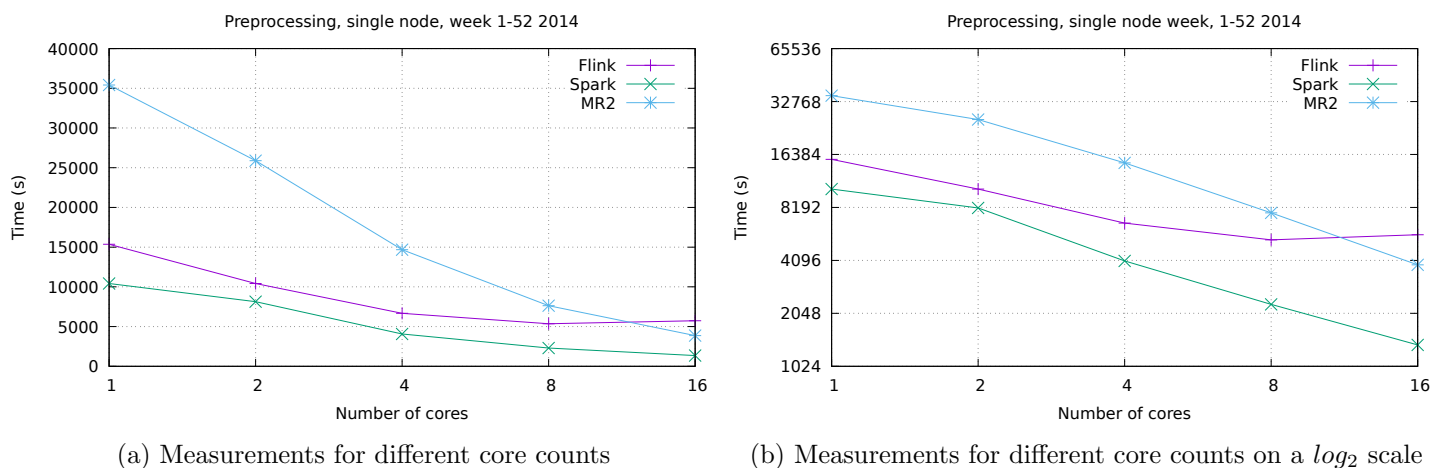 Preprocessing, single node, week 1-52 2014
40000
35000
30000
25000
20000
15000
10000
5000
0
Time (s)
Flink
Spark
MR2
1 2 4 8 16
Number of cores
(a) Measurements for different core counts
Preprocessing, single node week, 1-52 2014
65536
32768
16384
8192
4096
2048
1024
Time (s)
Flink
Spark
MR2
1 2 4 8 16
Number of cores
(b) Measurements for different core counts on a log₂ scale